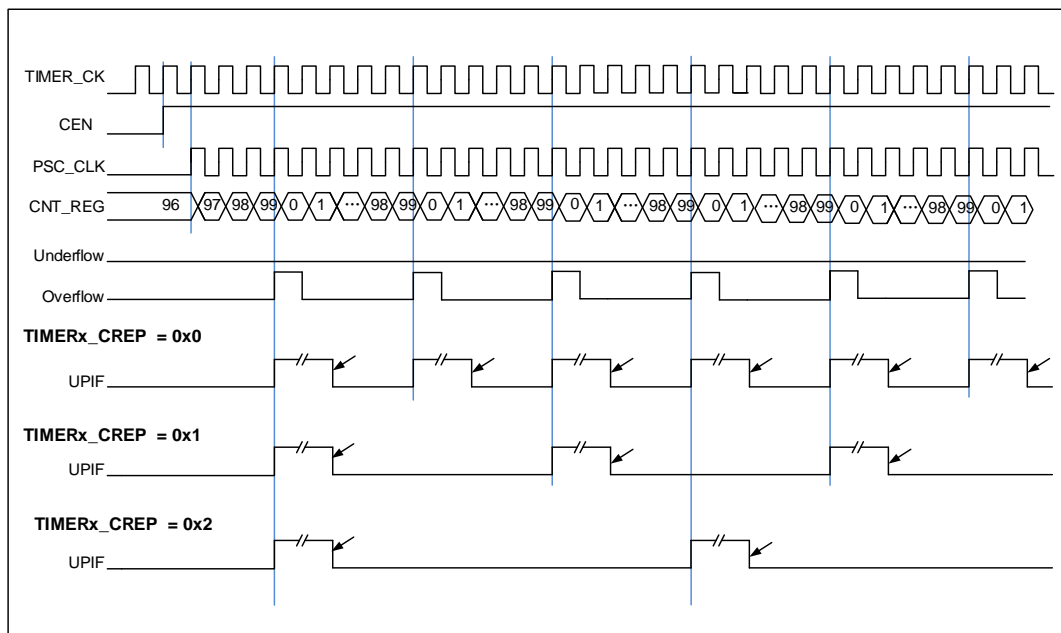 TIMER_CK
CEN
PSC_CLK
CNT_REG 96 97 98 99 0 1 ... 98 99 0 1 ... 98 99 0 1 ... 98 99 0 1 ... 98 99 0 1 ... 98 99 0 1
Underflow
Overflow
TIMERx_CREP = 0x0
UPIF
TIMERx_CREP = 0x1
UPIF
TIMERx_CREP = 0x2
UPIF